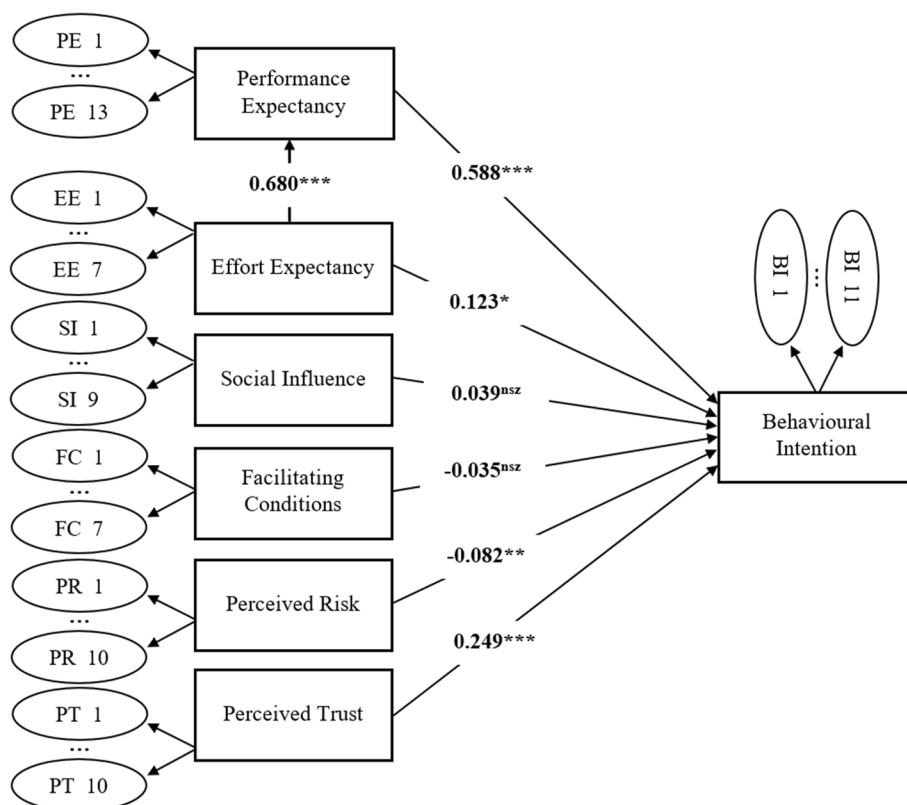 PE 1
...
PE 13
Performance
Expectancy
0.680***
0.588***
EE 1
...
EE 7
Effort Expectancy
0.123*
SI 1
...
SI 9
Social Influence
0.039ⁿˢᶻ
FC 1
...
FC 7
Facilitating
Conditions
-0.035ⁿˢᶻ
PR 1
...
PR 10
Perceived Risk
-0.082**
PT 1
...
PT 10
Perceived Trust
0.249***
BI 1
...
BI 11
Behavioural
Intention